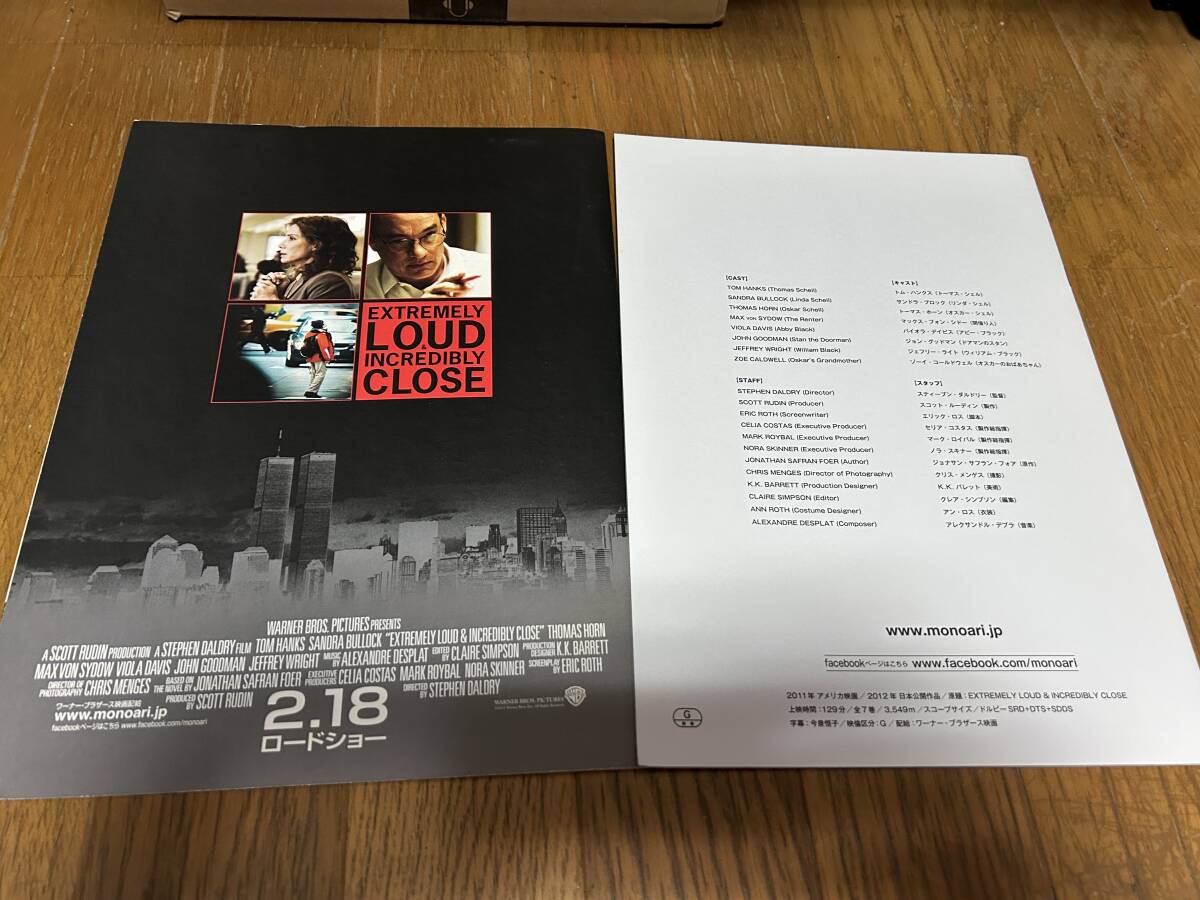 EXTREMELY
LOUD
&
INCREDIBLY
CLOSE
WARNER BROS. PICTURES PRESENTS
A SCOTT RUDIN PRODUCTION A STEPHEN DALDRY FILM TOM HANKS SANDRA BULLOCK "EXTREMELY LOUD & INCREDIBLY CLOSE" THOMAS HORN
MAX VON SYDOW VIOLA DAVIS JOHN GOODMAN JEFFREY WRIGHT MUSIC BY ALEXANDRE DESPLAT EDITED BY CLAIRE SIMPSON PRODUCTION DESIGNER K.K. BARRETT
DIRECTOR OF PHOTOGRAPHY CHRIS MENGES BASED ON THE NOVEL BY JONATHAN SAFRAN FOER EXECUTIVE PRODUCERS CELIA COSTAS MARK ROYBAL NORA SKINNER SCREENPLAY BY ERIC ROTH
PRODUCED BY SCOTT RUDIN DIRECTED BY STEPHEN DALDRY
ワーナー・ブラザース映画配給
www.monoari.jp
facebookページはこちら www.facebook.com/monoari
2.18
ロードショー
WARNER BROS. PICTURES
[CAST]
TOM HANKS (Thomas Schell)
SANDRA BULLOCK (Linda Schell)
THOMAS HORN (Oskar Schell)
MAX VON SYDOW (The Renter)
VIOLA DAVIS (Abby Black)
JOHN GOODMAN (Stan the Doorman)
JEFFREY WRIGHT (William Black)
ZOE CALDWELL (Oskar's Grandmother)
[キャスト]
トム・ハンクス (トーマス・シェル)
サンドラ・ブロック (リンダ・シェル)
トーマス・ホーン (オスカー・シェル)
マックス・フォン・シドー (間借り人)
バイオラ・デイビス (アビー・ブラック)
ジョン・グッドマン (ドアマンのスタン)
ジェフリー・ライト (ウィリアム・ブラック)
ゾーイ・コールドウェル (オスカーのおばあちゃん)
[STAFF]
STEPHEN DALDRY (Director)
SCOTT RUDIN (Producer)
ERIC ROTH (Screenwriter)
CELIA COSTAS (Executive Producer)
MARK ROYBAL (Executive Producer)
NORA SKINNER (Executive Producer)
JONATHAN SAFRAN FOER (Author)
CHRIS MENGES (Director of Photography)
K.K. BARRETT (Production Designer)
CLAIRE SIMPSON (Editor)
ANN ROTH (Costume Designer)
ALEXANDRE DESPLAT (Composer)
[スタッフ]
スティーブン・ダルドリー (監督)
スコット・ルーディン (製作)
エリック・ロス (脚本)
セリア・コスタス (製作総指揮)
マーク・ロイバル (製作総指揮)
ノラ・スキナー (製作総指揮)
ジョナサン・サフラン・フォア (原作)
クリス・メンゲス (撮影)
K.K. バレット (美術)
クレア・シンプソン (編集)
アン・ロス (衣装)
アレクサンドル・デプラ (音楽)
www.monoari.jp
facebookページはこちら www.facebook.com/monoari
2011年 アメリカ映画 / 2012年 日本公開作品 / 原題：EXTREMELY LOUD & INCREDIBLY CLOSE
上映時間：129分 / 全7巻 / 3,549m / スコープサイズ / ドルビーSRD+DTS+SDDS
字幕：今泉恒子 / 映倫区分：G / 配給：ワーナー・ブラザース映画
G